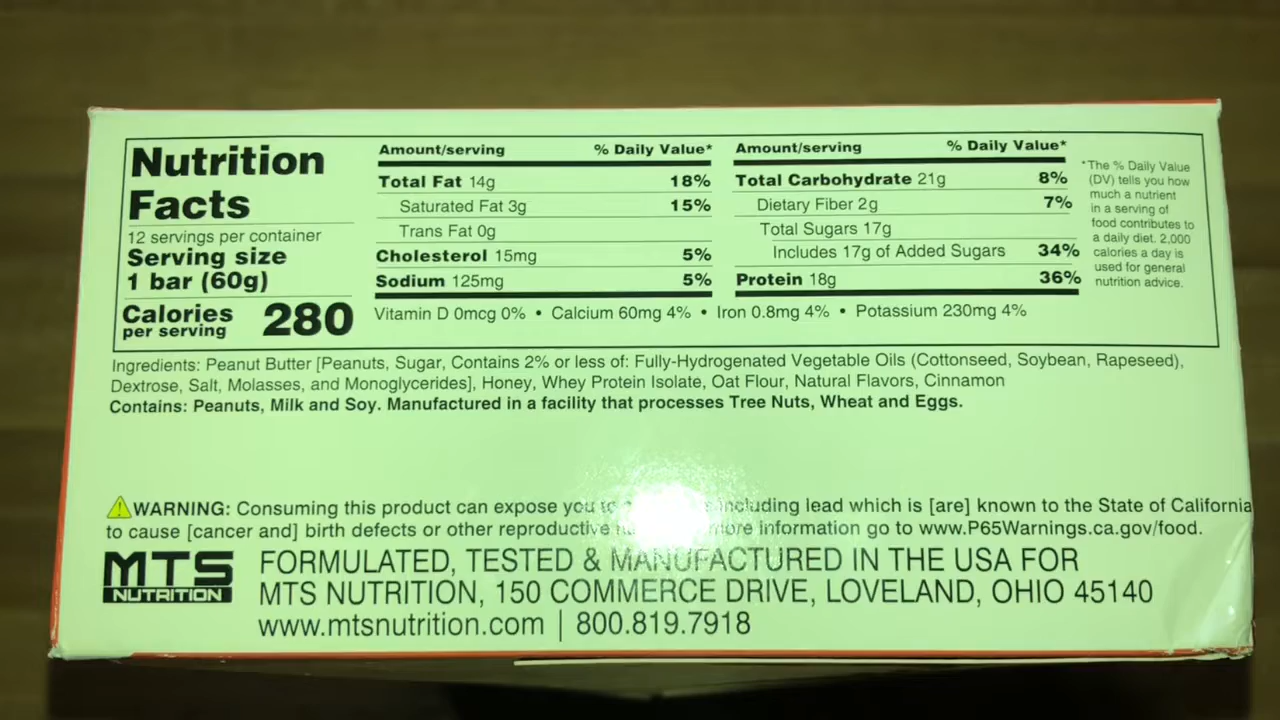 Nutrition
Facts
12 servings per container
Serving size
1 bar (60g)
Calories
per serving 280
Amount/serving % Daily Value*
Total Fat 14g 18%
Saturated Fat 3g 15%
Trans Fat 0g
Cholesterol 15mg 5%
Sodium 125mg 5%
Amount/serving % Daily Value*
Total Carbohydrate 21g 8%
Dietary Fiber 2g 7%
Total Sugars 17g
Includes 17g of Added Sugars 34%
Protein 18g 36%
Vitamin D 0mcg 0% • Calcium 60mg 4% • Iron 0.8mg 4% • Potassium 230mg 4%
*The % Daily Value
(DV) tells you how
much a nutrient
in a serving of
food contributes to
a daily diet. 2,000
calories a day is
used for general
nutrition advice.
Ingredients: Peanut Butter [Peanuts, Sugar, Contains 2% or less of: Fully-Hydrogenated Vegetable Oils (Cottonseed, Soybean, Rapeseed),
Dextrose, Salt, Molasses, and Monoglycerides], Honey, Whey Protein Isolate, Oat Flour, Natural Flavors, Cinnamon
Contains: Peanuts, Milk and Soy. Manufactured in a facility that processes Tree Nuts, Wheat and Eggs.
WARNING: Consuming this product can expose you to including lead which is [are] known to the State of California
to cause [cancer and] birth defects or other reproductive more information go to www.P65Warnings.ca.gov/food.
MTS
NUTRITION
FORMULATED, TESTED & MANUFACTURED IN THE USA FOR
MTS NUTRITION, 150 COMMERCE DRIVE, LOVELAND, OHIO 45140
www.mtsnutrition.com | 800.819.7918